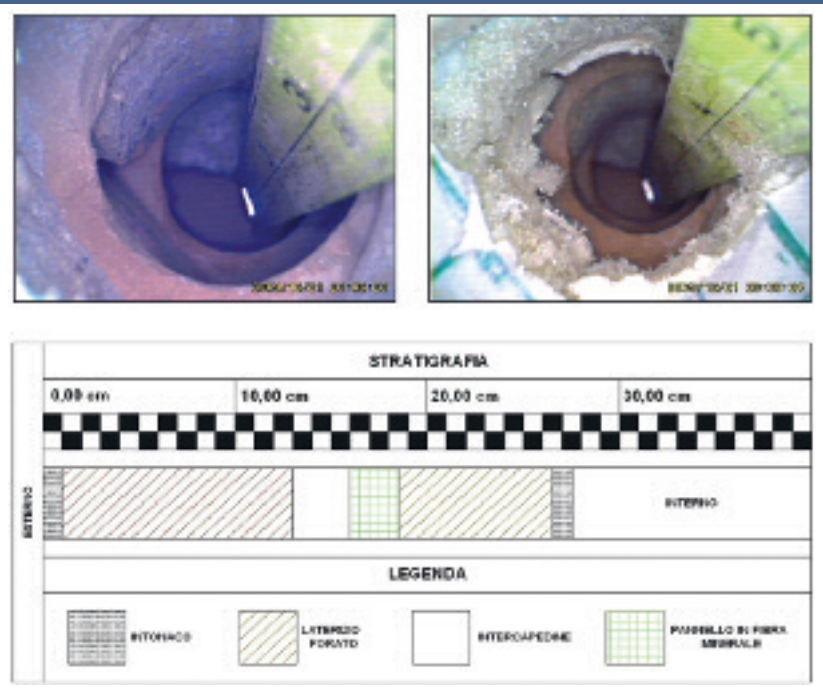 STRATIGRAFIA
0,00 cm 10,00 cm 20,00 cm 30,00 cm
ESTERNO
INTERNO
LEGENDA
INTONACO
LATERIZIO
FORATO
INTERCAPEDINE
PANNELLO IN FIBRA
MINERALE